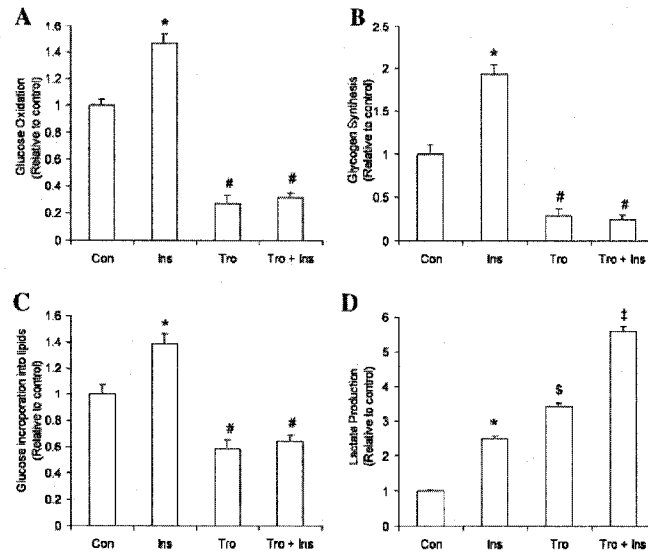 A
Glucose Oxidation
(Relative to control)
1.6
1.4
1.2
1
0.8
0.6
0.4
0.2
0
*
#
#
Con Ins Tro Tro + Ins
B
Glycogen Synthesis
(Relative to control)
2.5
2
1.5
1
0.5
0
*
#
#
Con Ins Tro Tro + Ins
C
Glucose incroporation into lipids
(Relative to control)
1.6
1.4
1.2
1
0.8
0.6
0.4
0.2
0
*
#
#
Con Ins Tro Tro + Ins
D
Lactate Production
(Relative to control)
6
5
4
3
2
1
0
*
$
‡
Con Ins Tro Tro + Ins